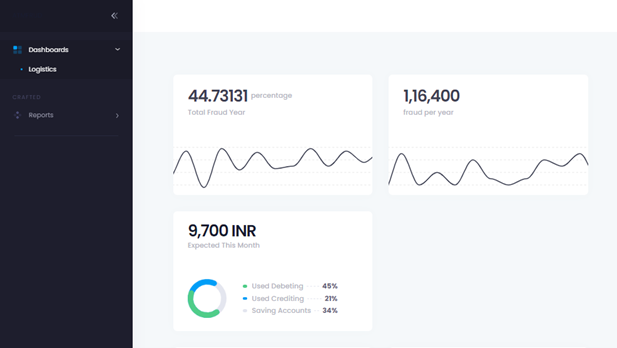 Dashboards
Logistics
CRAFTED
Reports
44.73131 percentage
Total Fraud Year
1,16,400
fraud per year
9,700 INR
Expected This Month
Used Debeting 45%
Used Crediting 21%
Saving Accounts 34%